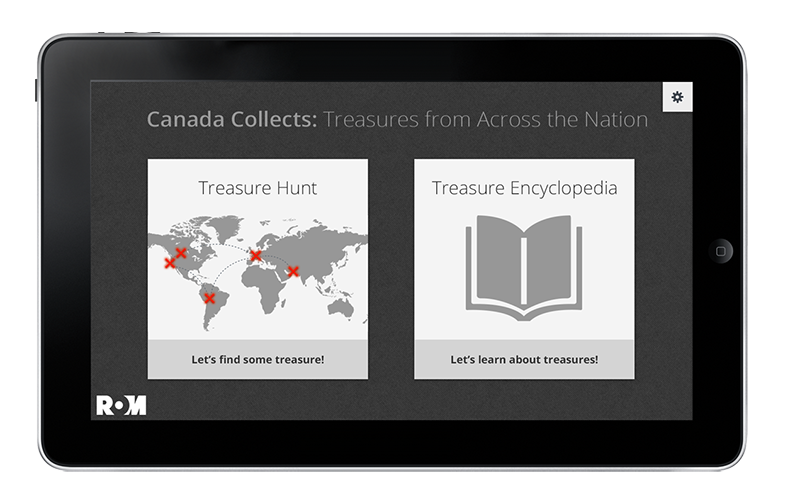 Canada Collects: Treasures from Across the Nation
Treasure Hunt
Let's find some treasure!
Treasure Encyclopedia
Let's learn about treasures!
ROM